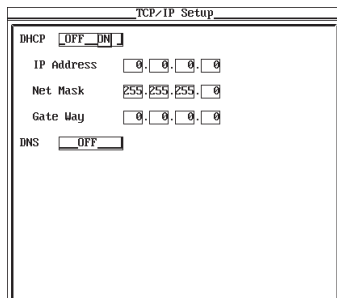 TCP/IP Setup
DHCP OFF ON
IP Address 0. 0. 0. 0
Net Mask 255.255.255. 0
Gate Way 0. 0. 0. 0
DNS OFF